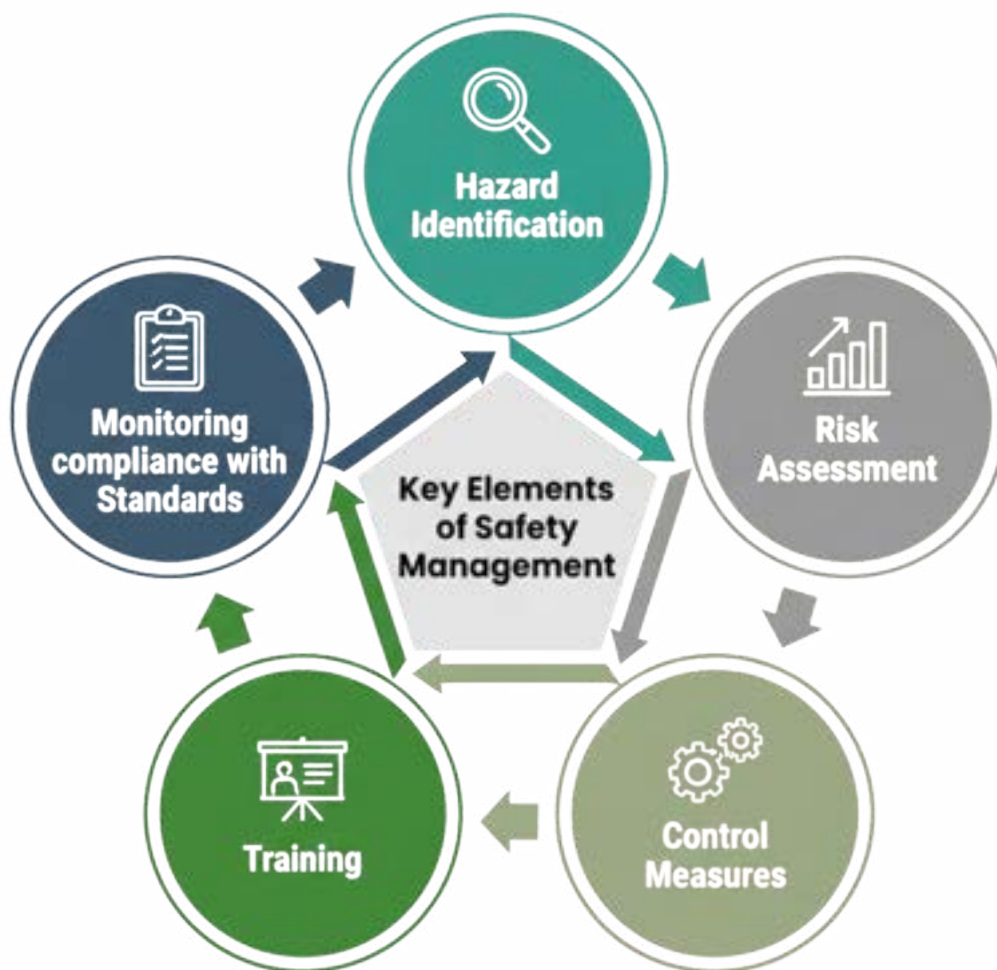 Hazard
Identification
Risk
Assessment
Control
Measures
Training
Monitoring
compliance with
Standards
Key Elements
of Safety
Management